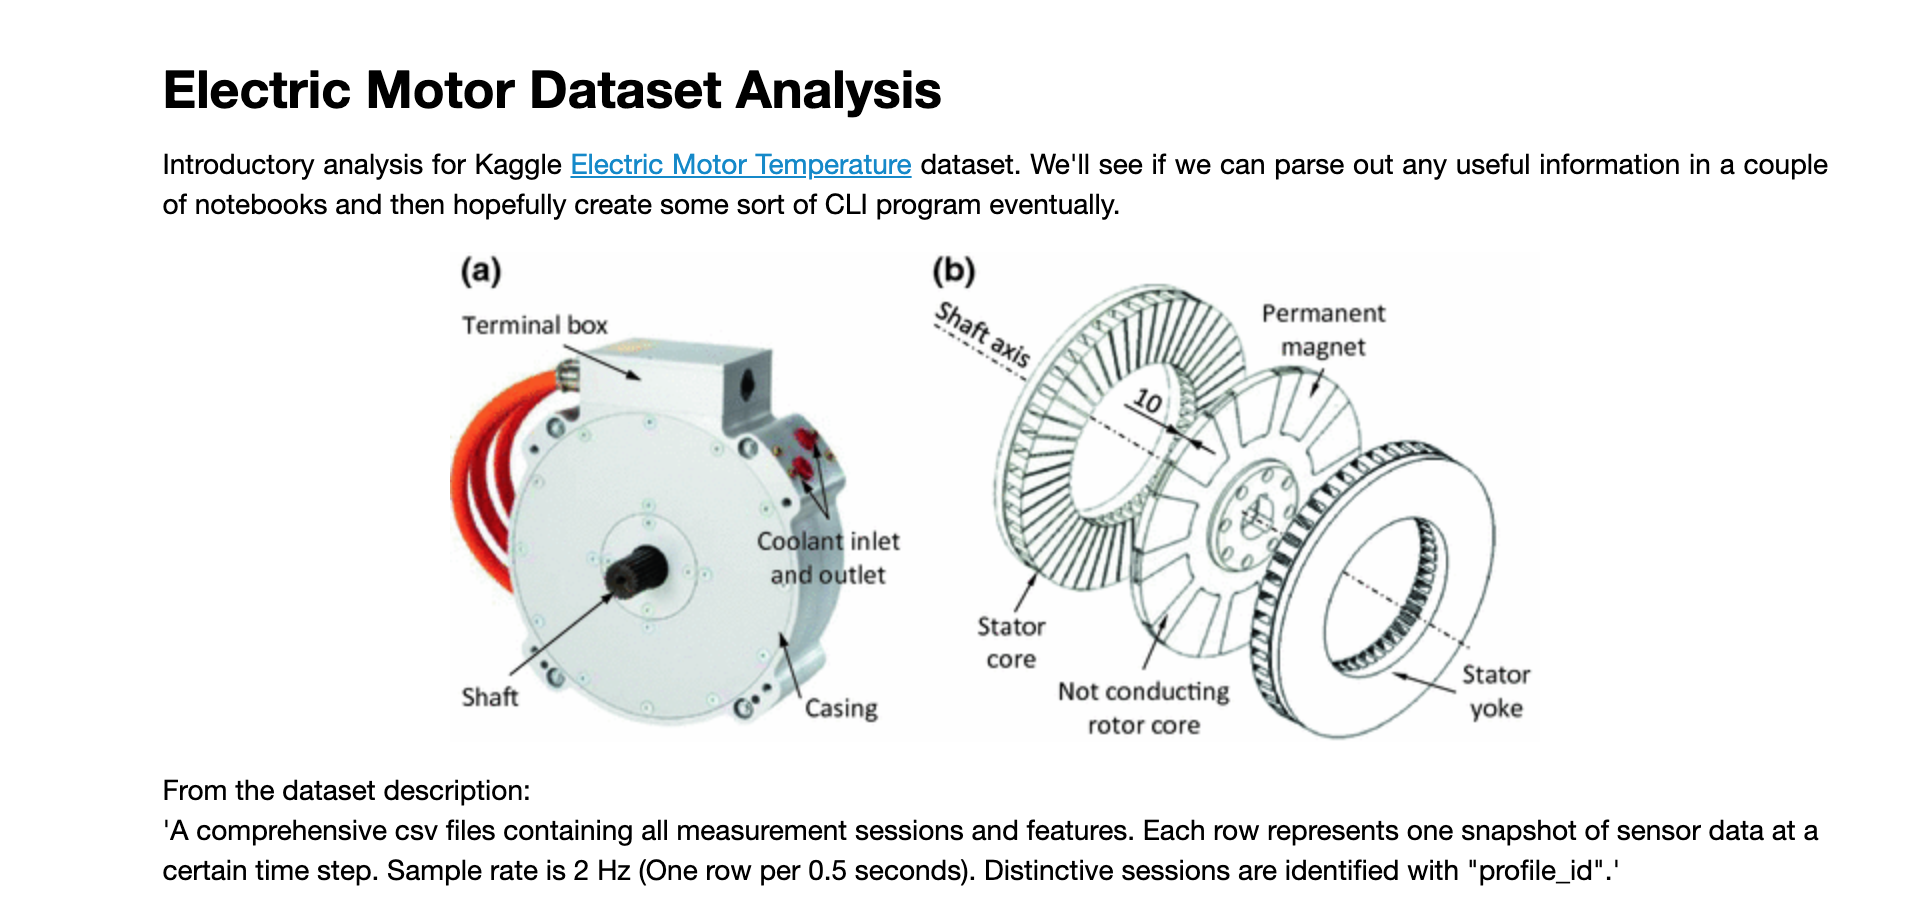 Electric Motor Dataset Analysis
Introductory analysis for Kaggle Electric Motor Temperature dataset. We'll see if we can parse out any useful information in a couple
of notebooks and then hopefully create some sort of CLI program eventually.
(a)
Terminal box
Coolant inlet
and outlet
Shaft
Casing
(b)
Shaft axis
Permanent
magnet
10
Stator
core
Not conducting
rotor core
Stator
yoke
From the dataset description:
'A comprehensive csv files containing all measurement sessions and features. Each row represents one snapshot of sensor data at a
certain time step. Sample rate is 2 Hz (One row per 0.5 seconds). Distinctive sessions are identified with "profile_id".'